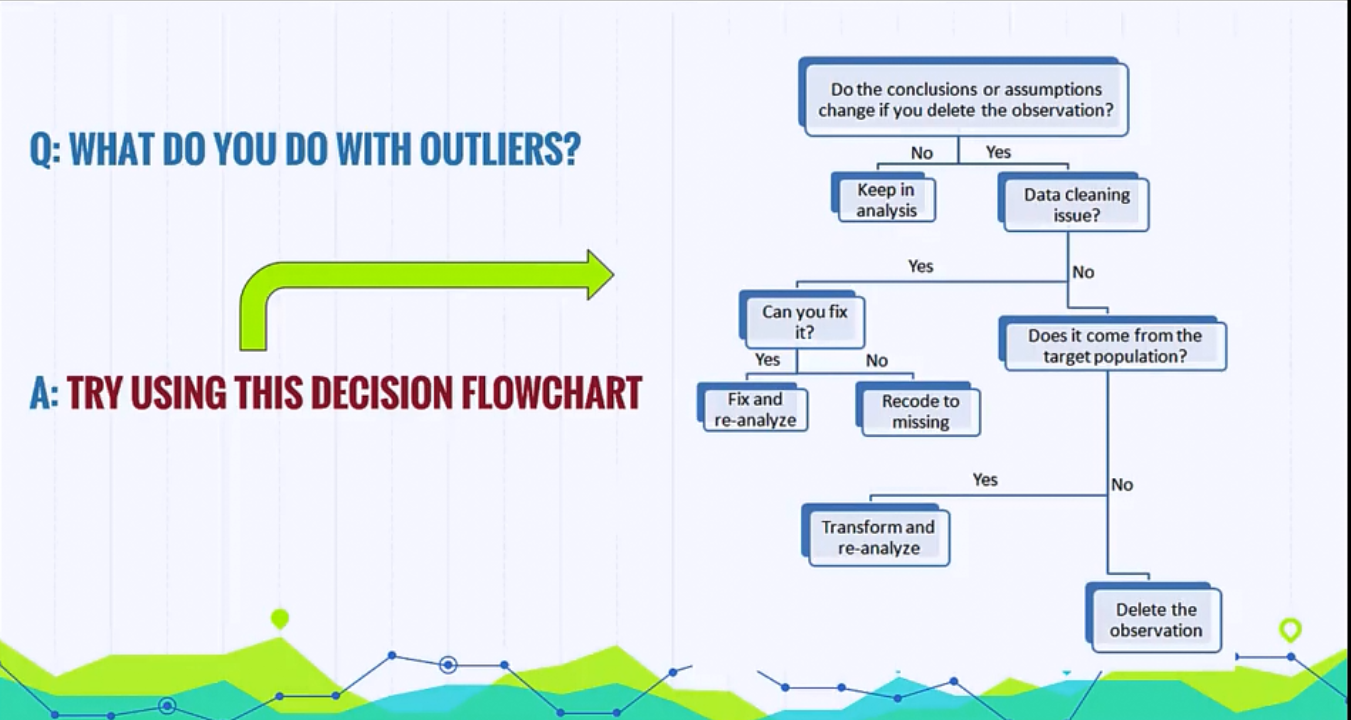 Q: WHAT DO YOU DO WITH OUTLIERS?
A: TRY USING THIS DECISION FLOWCHART
Do the conclusions or assumptions
change if you delete the observation?
No
Yes
Keep in
analysis
Data cleaning
issue?
Yes
No
Can you fix
it?
Does it come from the
target population?
Yes
No
Fix and
re-analyze
Recode to
missing
Yes
No
Transform and
re-analyze
Delete the
observation